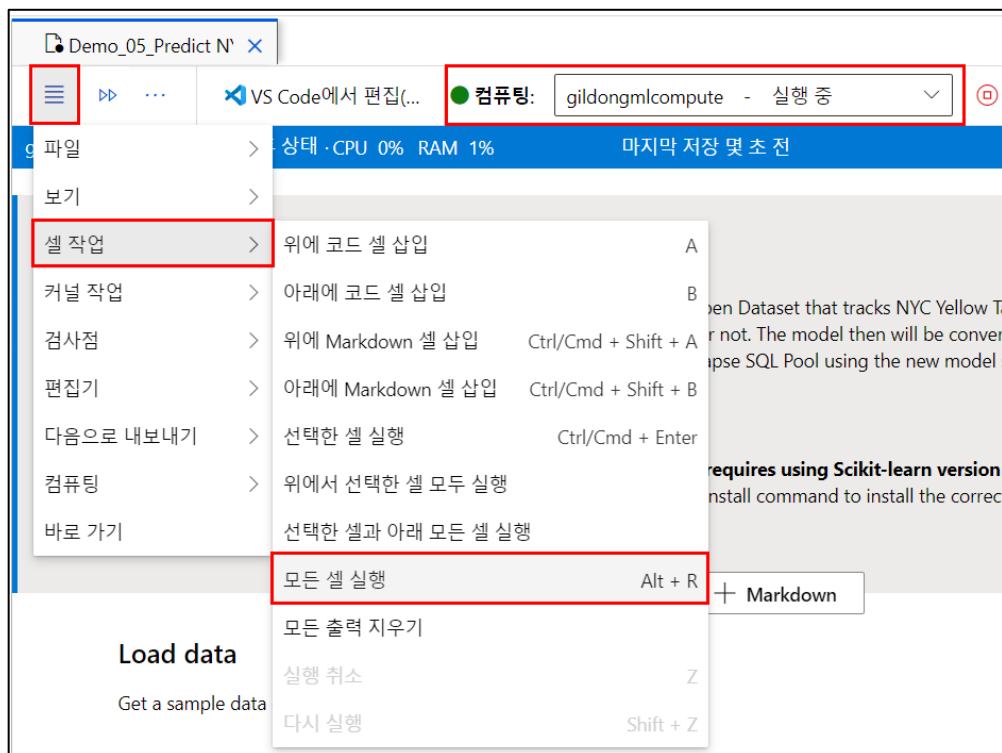 Demo_05_Predict NY
VS Code에서 편집(...
컴퓨팅: gildongmlcompute - 실행 중
상태 · CPU 0% RAM 1%
마지막 저장 몇 초 전
파일
보기
셀 작업
커널 작업
검사점
편집기
다음으로 내보내기
컴퓨팅
바로 가기
위에 코드 셀 삽입 A
아래에 코드 셀 삽입 B
위에 Markdown 셀 삽입 Ctrl/Cmd + Shift + A
아래에 Markdown 셀 삽입 Ctrl/Cmd + Shift + B
선택한 셀 실행 Ctrl/Cmd + Enter
위에서 선택한 셀 모두 실행
선택한 셀과 아래 모든 셀 실행
모든 셀 실행 Alt + R
모든 출력 지우기
실행 취소 Z
다시 실행 Shift + Z
pen Dataset that tracks NYC Yellow Ta
r not. The model then will be conver
apse SQL Pool using the new model
requires using Scikit-learn version
nstall command to install the correc
Markdown
Load data
Get a sample data